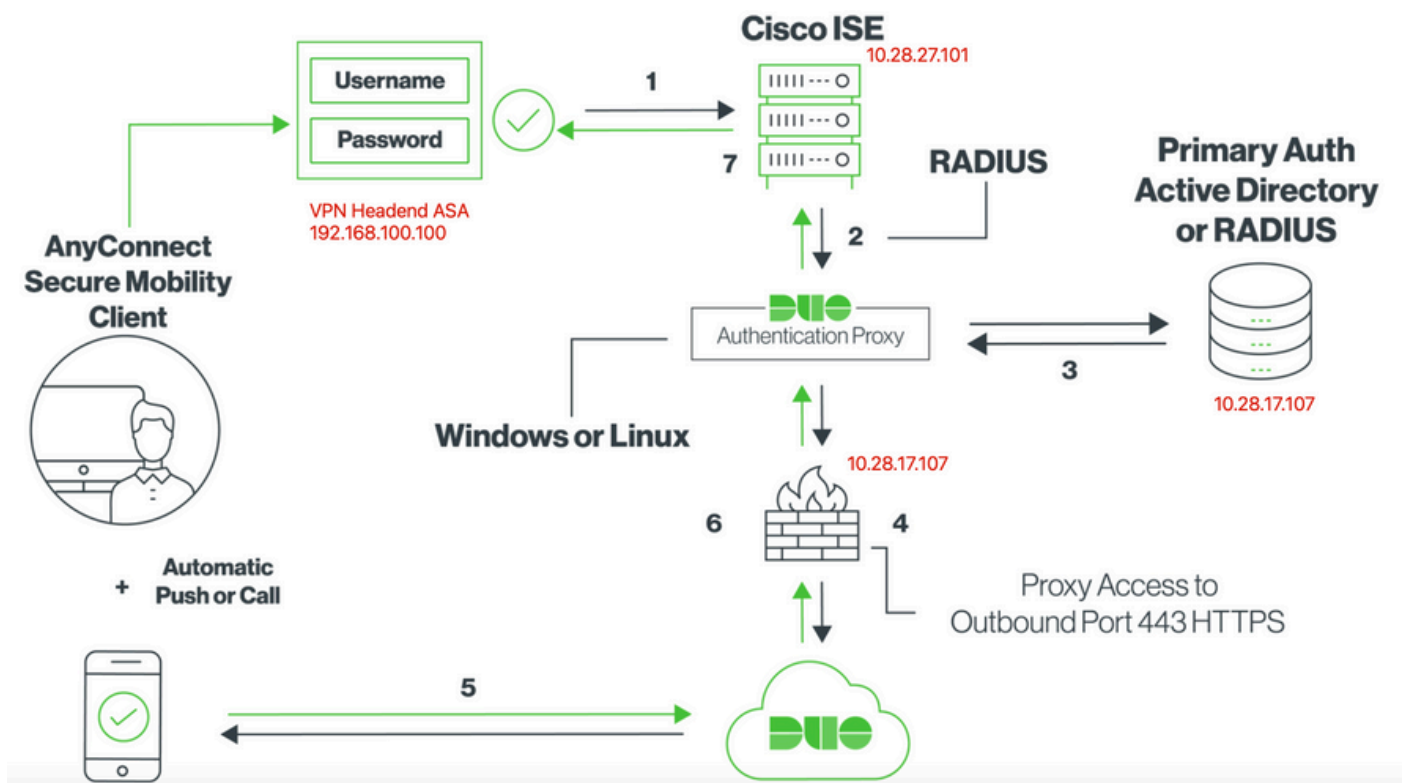 Cisco ISE
10.28.27.101
Username
Password
1
7
VPN Headend ASA
192.168.100.100
RADIUS
2
Primary Auth
Active Directory
or RADIUS
AnyConnect
Secure Mobility
Client
DUO
Authentication Proxy
3
10.28.17.107
Windows or Linux
10.28.17.107
6
4
+
Automatic
Push or Call
Proxy Access to
Outbound Port 443 HTTPS
5
DUO